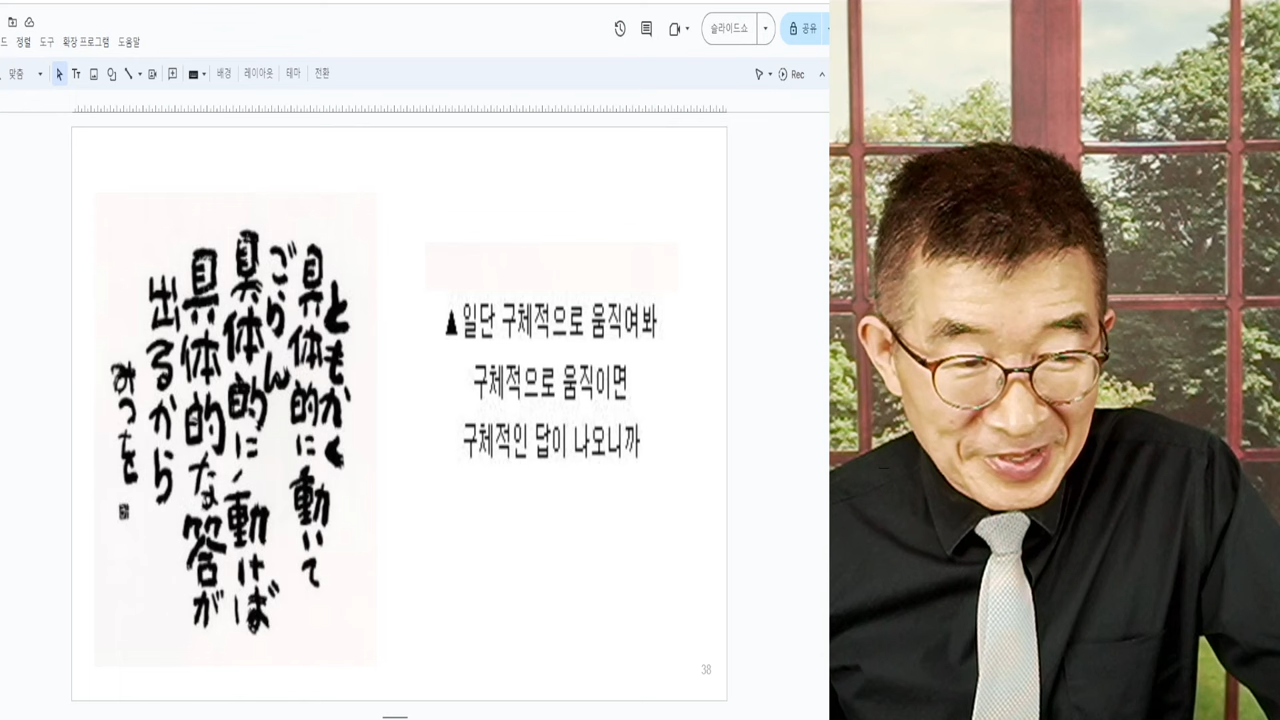 드 정렬 도구 확장 프로그램 도움말
슬라이드쇼
공유
맞춤
배경
레이아웃
테마
전환
Rec
ともかく
具体的に動いて
ごらん
具体的に動けば
具体的な答が
出るから
みつを
▲일단 구체적으로 움직여봐
구체적으로 움직이면
구체적인 답이 나오니까
38